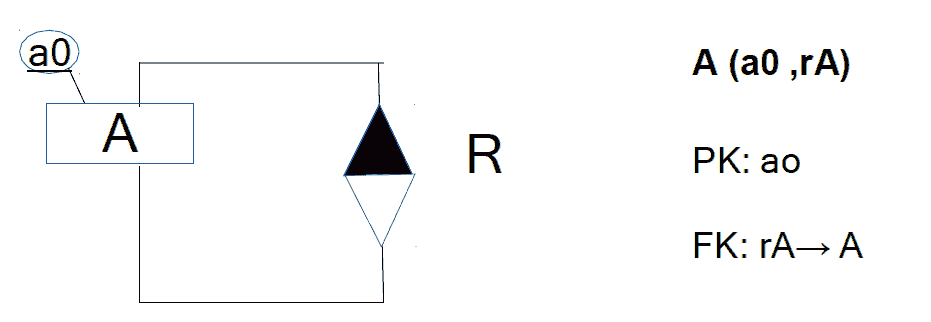 a0
A
R
A (a0 ,rA)
PK: ao
FK: rA→ A